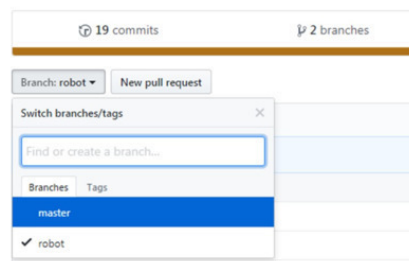 19 commits
2 branches
Branch: robot
New pull request
Switch branches/tags
Find or create a branch...
Branches
Tags
master
robot